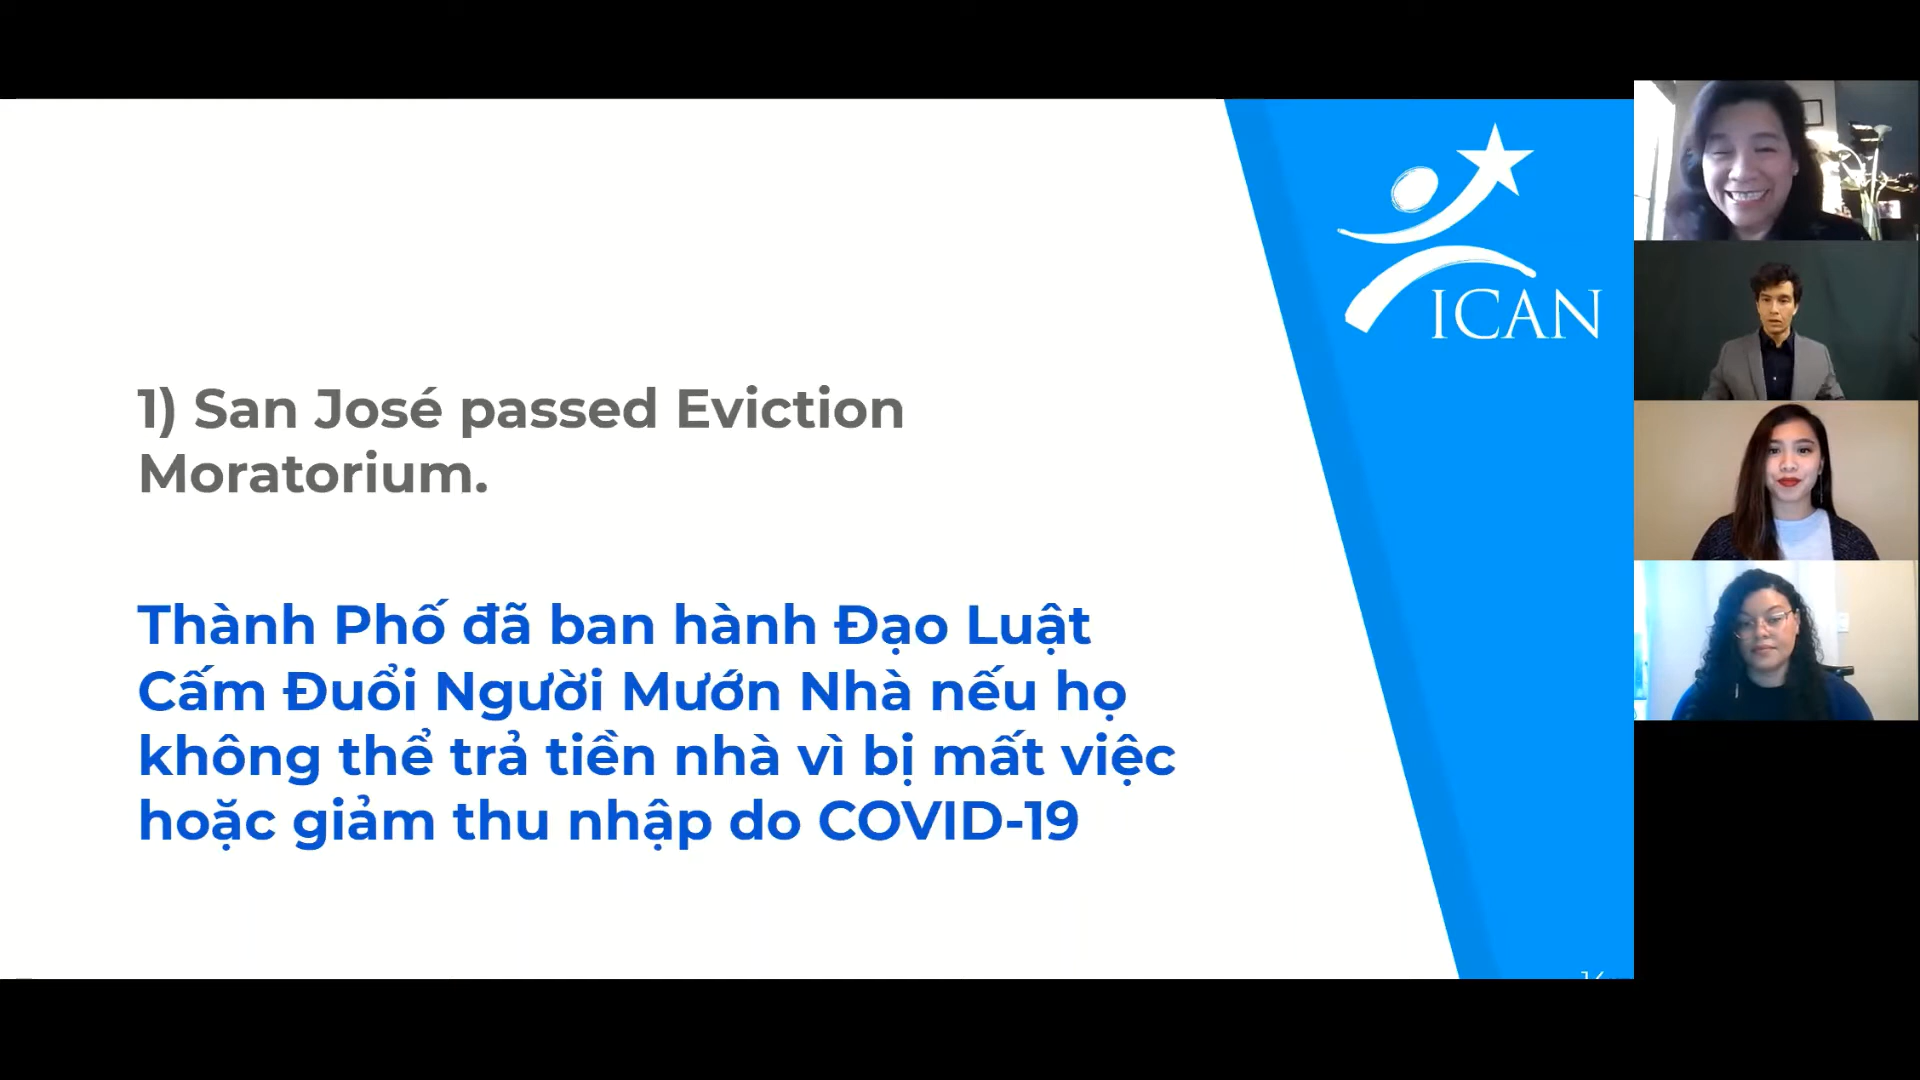 ICAN
1) San José passed Eviction
Moratorium.
Thành Phố đã ban hành Đạo Luật
Cấm Đuổi Người Mướn Nhà nếu họ
không thể trả tiền nhà vì bị mất việc
hoặc giảm thu nhập do COVID-19